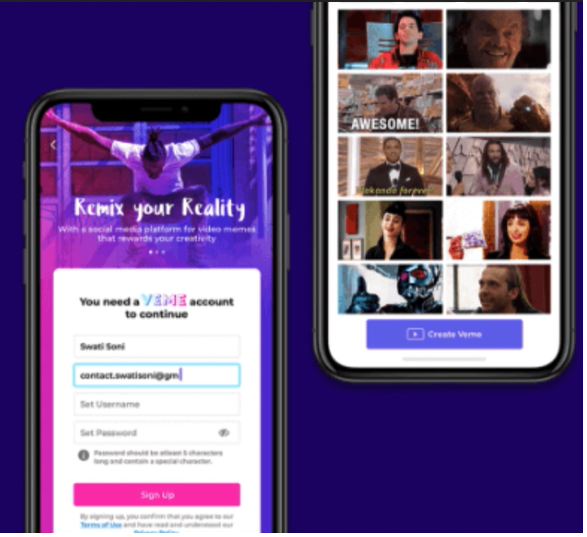 Remix your Reality
With a social media platform for video memes
that rewards your creativity
You need a VEME account
to continue
Swati Soni
contact.swatisoni@gm
Set Username
Set Password
Password should be atleast 8 characters
long and contain a special character.
Sign Up
By signing up, you confirm that you agree to our
Terms of Use and have read and understood our
Privacy Policy
AWESOME!
Wakanda forever
Create Veme